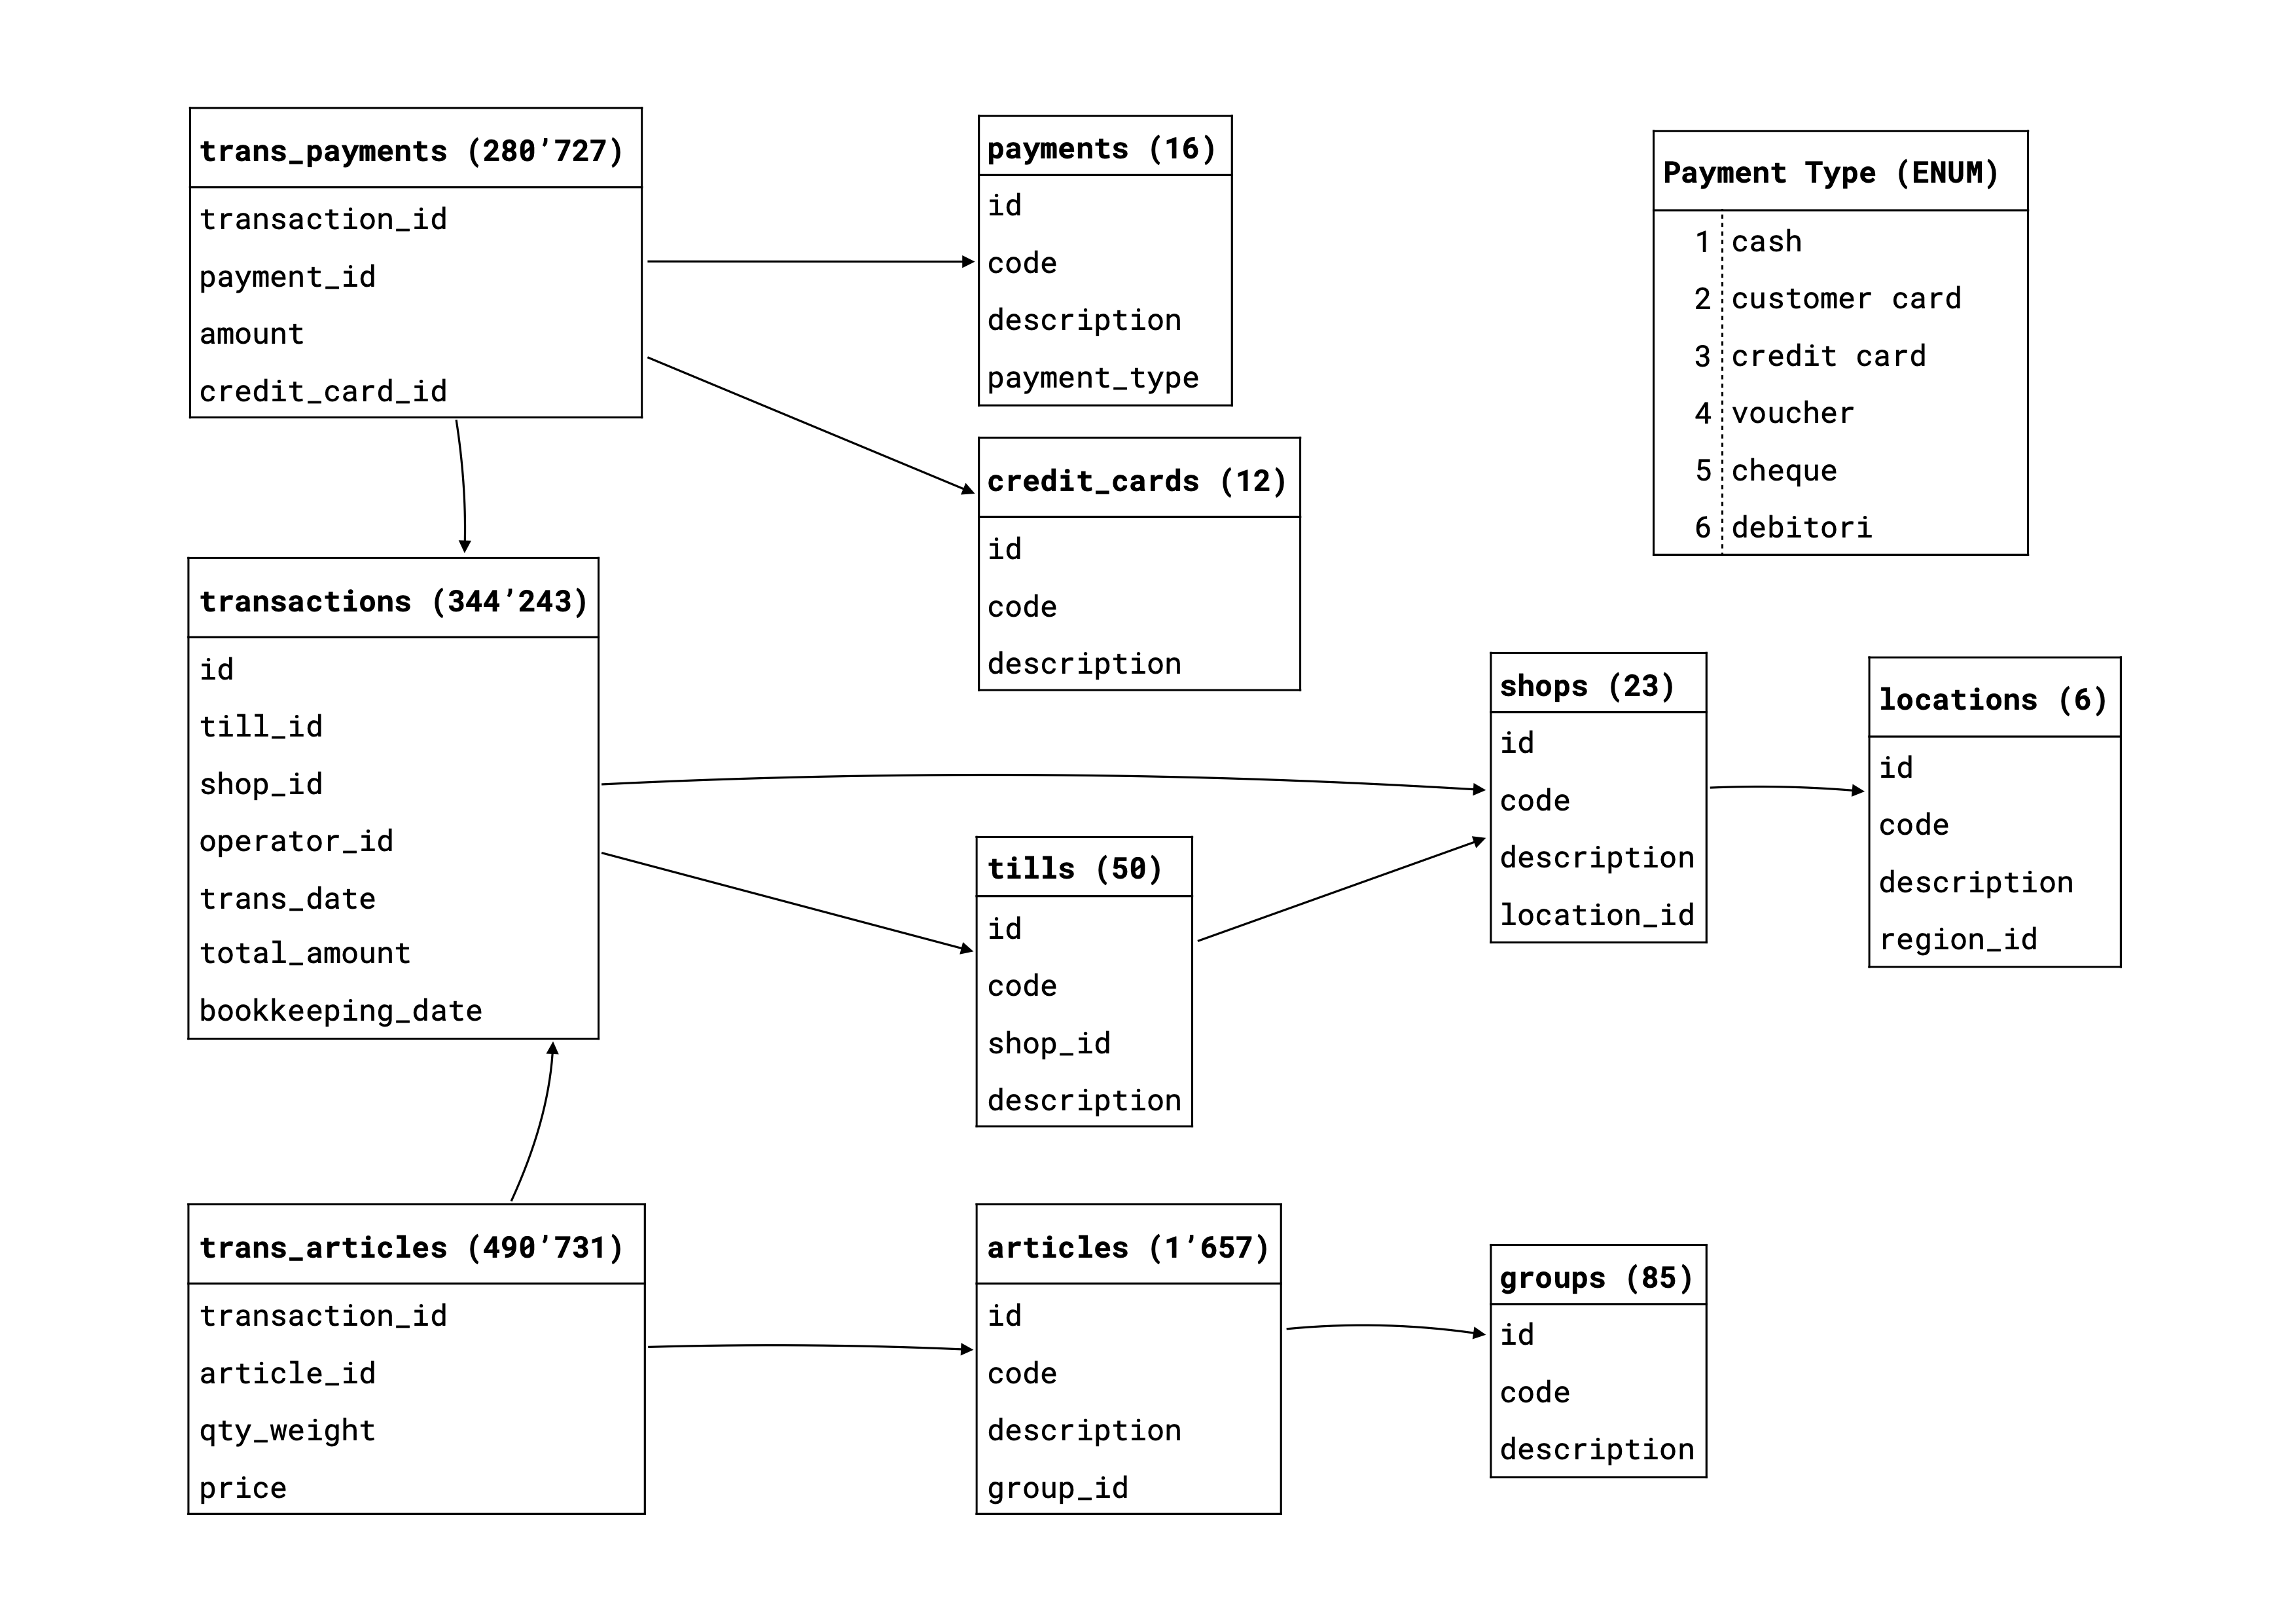 trans_payments (280’727)
transaction_id
payment_id
amount
credit_card_id
payments (16)
id
code
description
payment_type
Payment Type (ENUM)
1 cash
2 customer card
3 credit card
4 voucher
5 cheque
6 debitori
credit_cards (12)
id
code
description
transactions (344’243)
id
till_id
shop_id
operator_id
trans_date
total_amount
bookkeeping_date
shops (23)
id
code
description
location_id
locations (6)
id
code
description
region_id
tills (50)
id
code
shop_id
description
trans_articles (490’731)
transaction_id
article_id
qty_weight
price
articles (1’657)
id
code
description
group_id
groups (85)
id
code
description